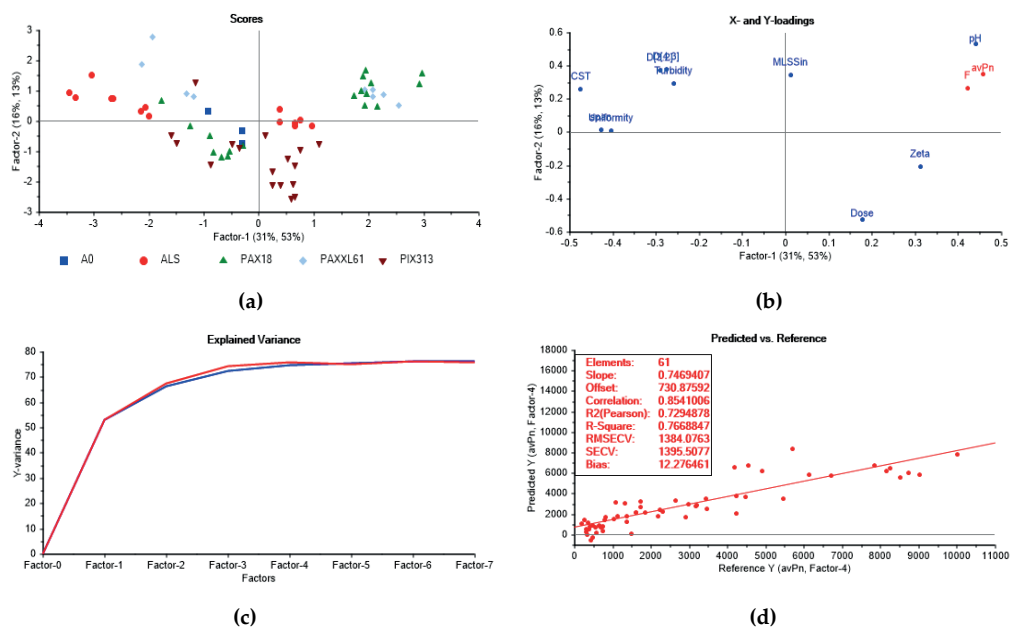 Scores
3
2
1
0
-1
-2
-3
Factor-2 (16%, 13%)
-4 -3 -2 -1 0 1 2 3 4
Factor-1 (31%, 53%)
A0 ALS PAX18 PAXXL61 PIX313
(a)
X- and Y-loadings
0.6
0.4
0.2
0
-0.2
-0.4
-0.6
Factor-2 (16%, 13%)
pH
avPn
F
MLSSin
Turbidity
CST
Uniformity
Zeta
Dose
-0.5 -0.4 -0.3 -0.2 -0.1 0 0.1 0.2 0.3 0.4 0.5
Factor-1 (31%, 53%)
(b)
Explained Variance
80
70
60
50
40
30
20
10
0
Y-variance
Factor-0 Factor-1 Factor-2 Factor-3 Factor-4 Factor-5 Factor-6 Factor-7
Factors
(c)
Predicted vs. Reference
18000
16000
14000
12000
10000
8000
6000
4000
2000
0
-2000
Predicted Y (avPn, Factor-4)
Elements: 61
Slope: 0.7469407
Offset: 730.87592
Correlation: 0.8541006
R2(Pearson): 0.7294878
R-Square: 0.7668847
RMSECV: 1384.0763
SECV: 1395.5077
Bias: 12.276461
0 1000 2000 3000 4000 5000 6000 7000 8000 9000 10000 11000
Reference Y (avPn, Factor-4)
(d)